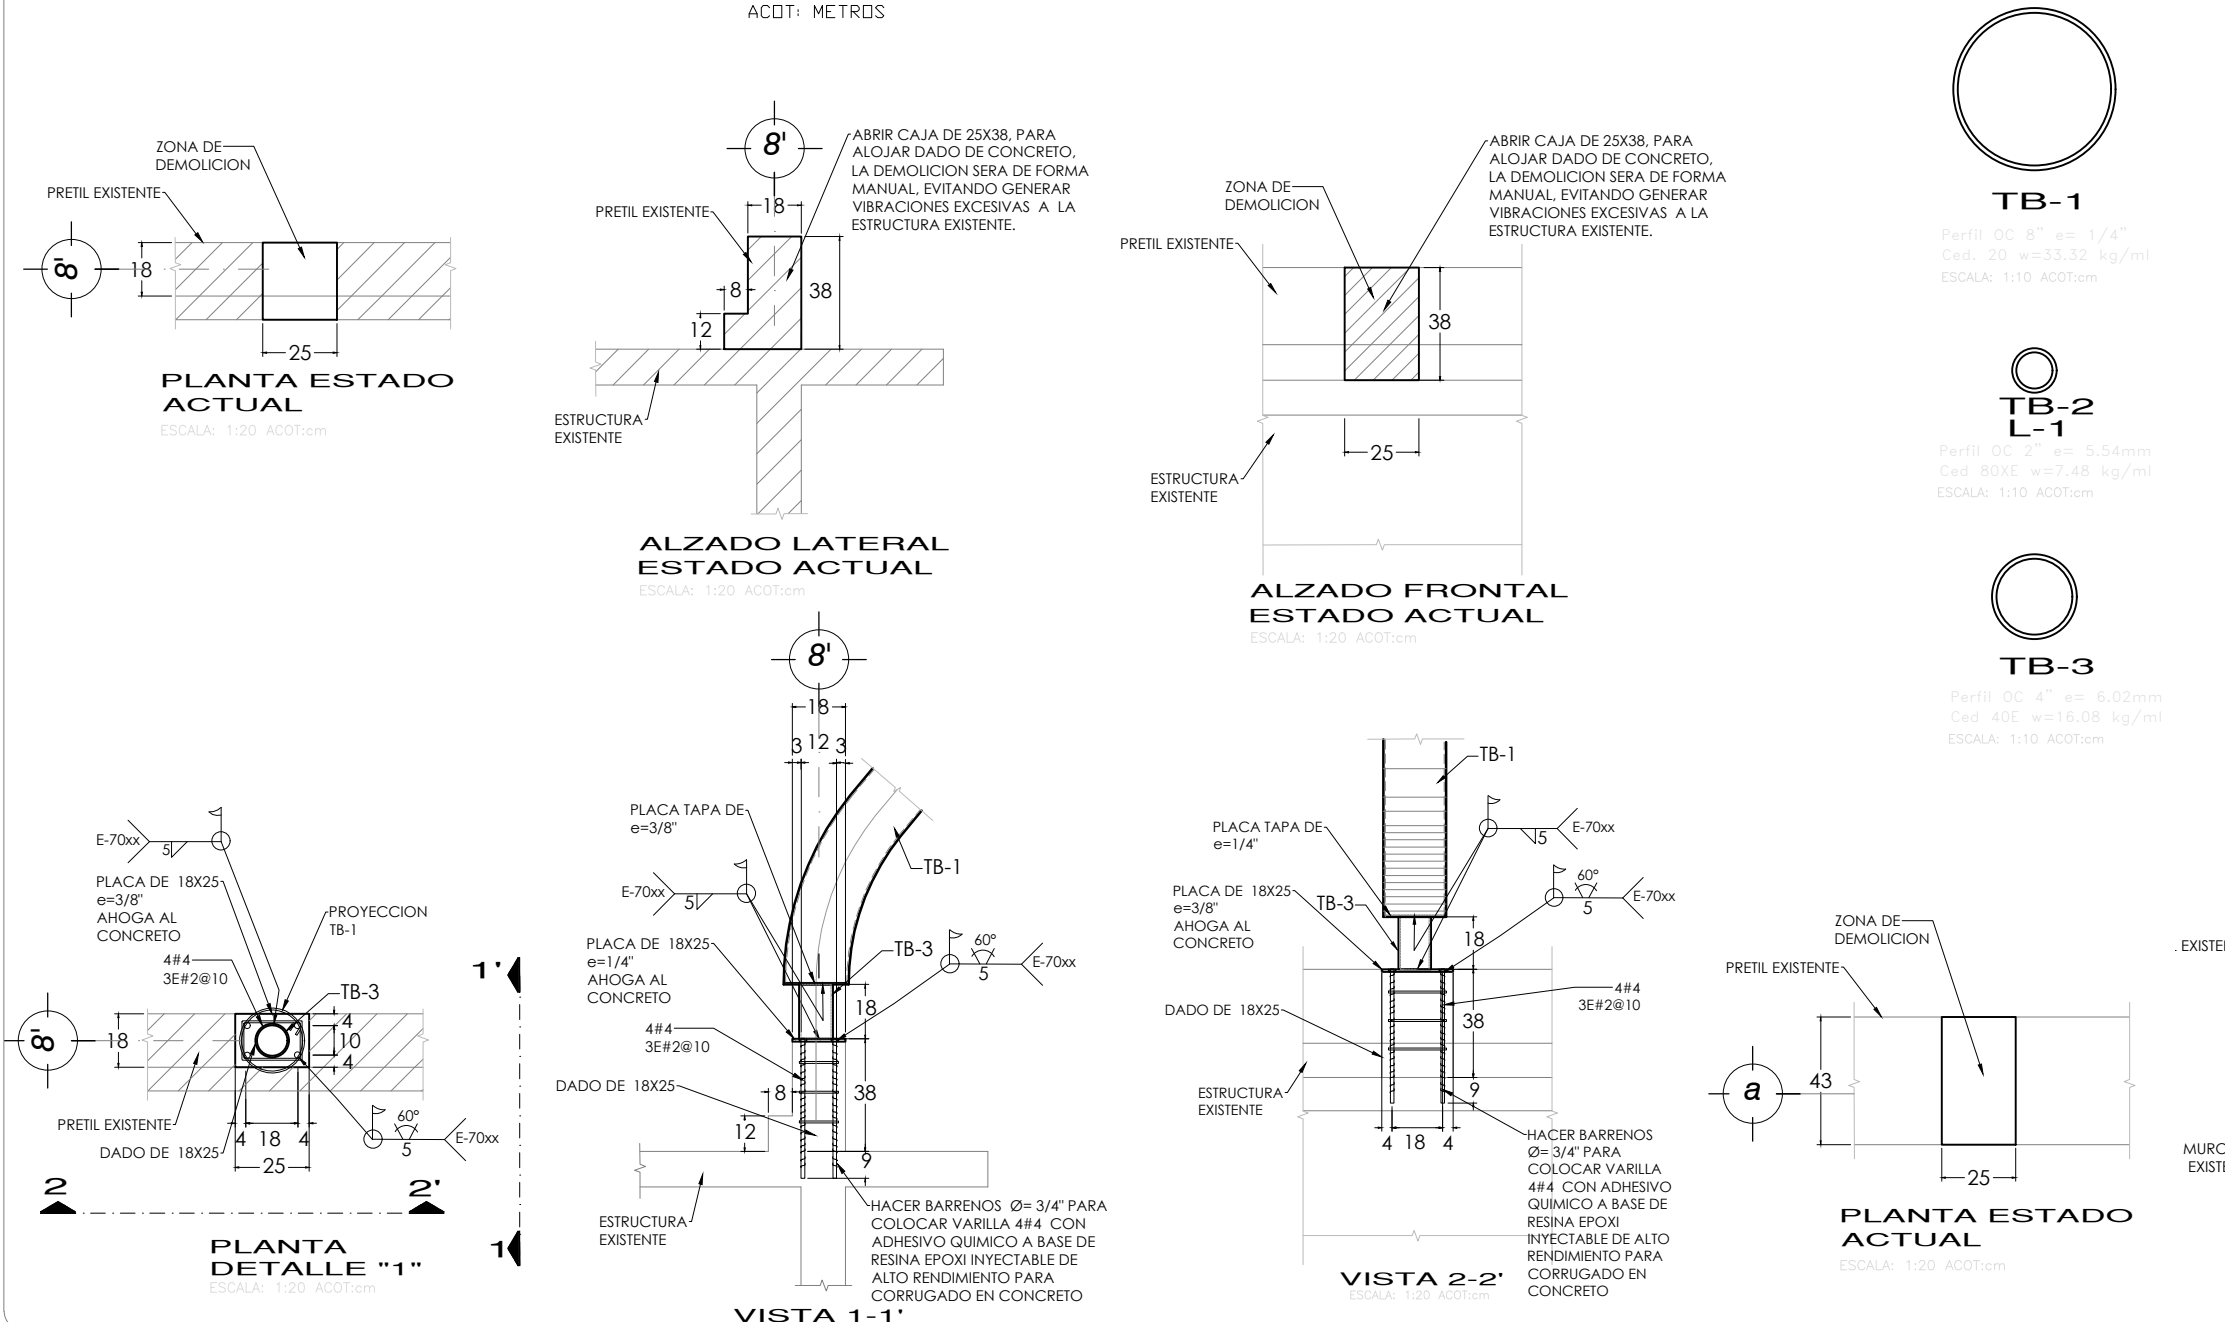 ACOT: METROS
8'
ZONA DE
DEMOLICION
PRETIL EXISTENTE
18
25
PLANTA ESTADO
ACTUAL
ESCALA: 1:20 ACOT:cm
8'
ABRIR CAJA DE 25X38, PARA
ALOJAR DADO DE CONCRETO,
LA DEMOLICION SERA DE FORMA
MANUAL, EVITANDO GENERAR
VIBRACIONES EXCESIVAS A LA
ESTRUCTURA EXISTENTE.
PRETIL EXISTENTE
18
8
38
12
ESTRUCTURA
EXISTENTE
ALZADO LATERAL
ESTADO ACTUAL
ESCALA: 1:20 ACOT:cm
ABRIR CAJA DE 25X38, PARA
ALOJAR DADO DE CONCRETO,
LA DEMOLICION SERA DE FORMA
MANUAL, EVITANDO GENERAR
VIBRACIONES EXCESIVAS A LA
ESTRUCTURA EXISTENTE.
ZONA DE
DEMOLICION
PRETIL EXISTENTE
38
25
ESTRUCTURA
EXISTENTE
ALZADO FRONTAL
ESTADO ACTUAL
ESCALA: 1:20 ACOT:cm
TB-1
Perfil OC 8" e= 1/4"
Ced. 20 w=33.32 kg/ml
ESCALA: 1:10 ACOT:cm
TB-2
L-1
Perfil OC 2" e= 5.54mm
Ced 80XE w=7.48 kg/ml
ESCALA: 1:10 ACOT:cm
TB-3
Perfil OC 4" e= 6.02mm
Ced 40E w=16.08 kg/ml
ESCALA: 1:10 ACOT:cm
E-70xx
5
PLACA DE 18X25
e=3/8"
AHOGA AL
CONCRETO
PROYECCION
TB-1
4#4
3E#2@10
TB-3
8'
18
4
10
4
PRETIL EXISTENTE
DADO DE 18X25
4 18 4
25
60°
5
E-70xx
1'
1
2
2'
PLANTA
DETALLE "1"
ESCALA: 1:20 ACOT:cm
8'
18
3 12 3
PLACA TAPA DE
e=3/8"
TB-1
E-70xx
5
PLACA DE 18X25
e=1/4"
AHOGA AL
CONCRETO
TB-3
60°
5
E-70xx
18
4#4
3E#2@10
DADO DE 18X25
8
38
12
9
ESTRUCTURA
EXISTENTE
HACER BARRENOS Ø= 3/4" PARA
COLOCAR VARILLA 4#4 CON
ADHESIVO QUIMICO A BASE DE
RESINA EPOXI INYECTABLE DE
ALTO RENDIMIENTO PARA
CORRUGADO EN CONCRETO
VISTA 1-1'
TB-1
PLACA TAPA DE
e=1/4"
5
E-70xx
60°
5
E-70xx
PLACA DE 18X25
e=3/8"
AHOGA AL
CONCRETO
TB-3
18
4#4
3E#2@10
DADO DE 18X25
38
9
ESTRUCTURA
EXISTENTE
4 18 4
HACER BARRENOS
Ø= 3/4" PARA
COLOCAR VARILLA
4#4 CON ADHESIVO
QUIMICO A BASE DE
RESINA EPOXI
INYECTABLE DE ALTO
RENDIMIENTO PARA
CORRUGADO EN
CONCRETO
VISTA 2-2'
ESCALA: 1:20 ACOT:cm
ZONA DE
DEMOLICION
PRETIL EXISTENTE
a
43
25
PLANTA ESTADO
ACTUAL
ESCALA: 1:20 ACOT:cm